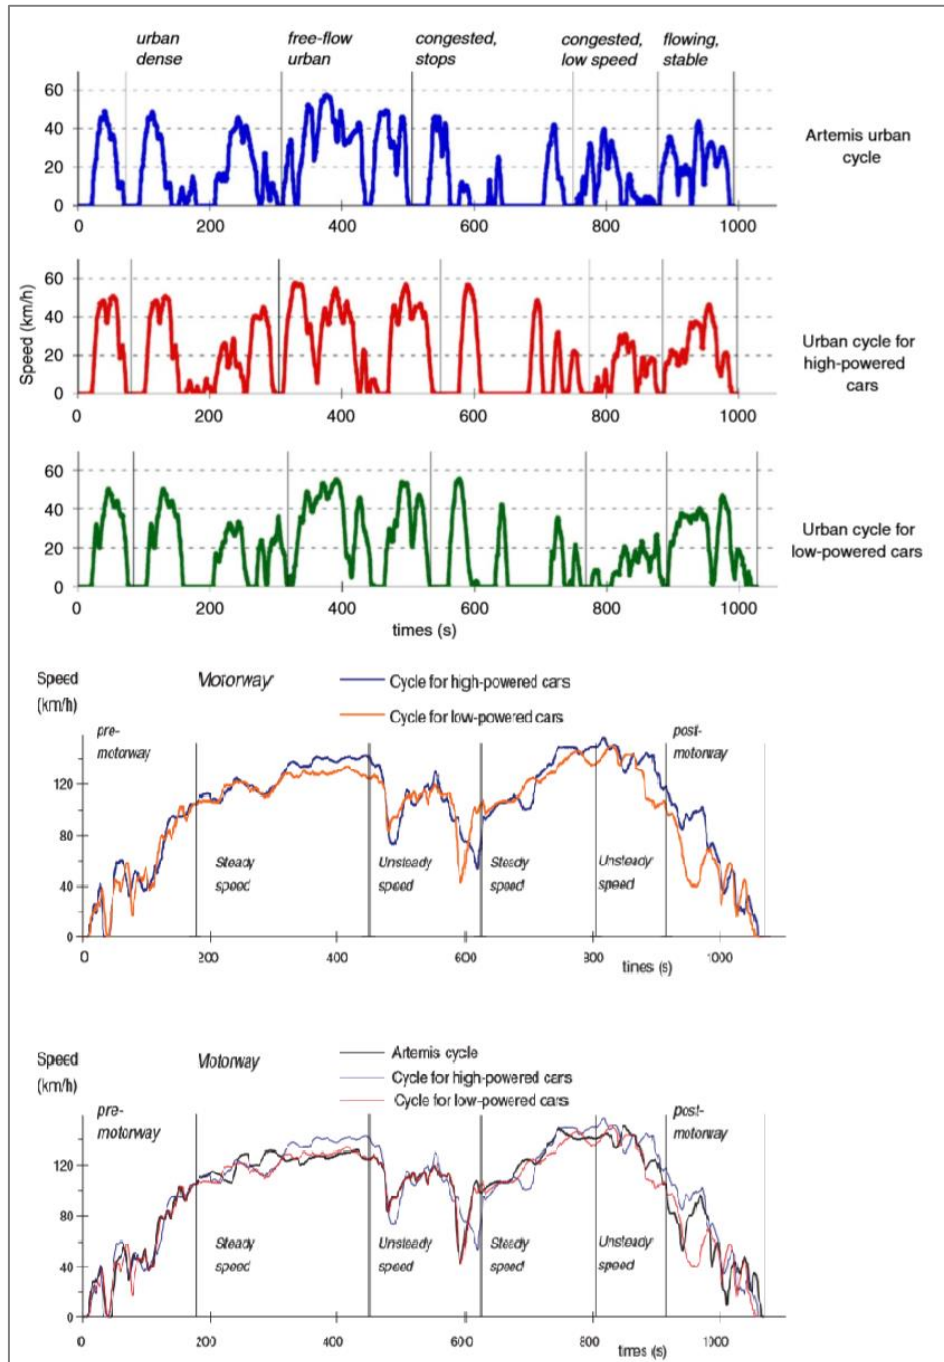 urban
dense
free-flow
urban
congested,
stops
congested,
low speed
flowing,
stable
60
40
20
0
0 200 400 600 800 1000
Artemis urban
cycle
Speed (km/h)
60
40
20
0
0 200 400 600 800 1000
Urban cycle for
high-powered
cars
60
40
20
0
0 200 400 600 800 1000
times (s)
Urban cycle for
low-powered cars
Speed
(km/h)
Motorway
Cycle for high-powered cars
Cycle for low-powered cars
pre-
motorway
post-
motorway
120
80
40
0
Steady
speed
Unsteady
speed
Steady
speed
Unsteady
speed
0 200 400 600 800 1000
times (s)
Speed
(km/h)
Motorway
Artemis cycle
Cycle for high-powered cars
Cycle for low-powered cars
pre-
motorway
post-
motorway
120
80
40
0
Steady
speed
Unsteady
speed
Steady
speed
Unsteady
speed
0 200 400 600 800 1000
times (s)